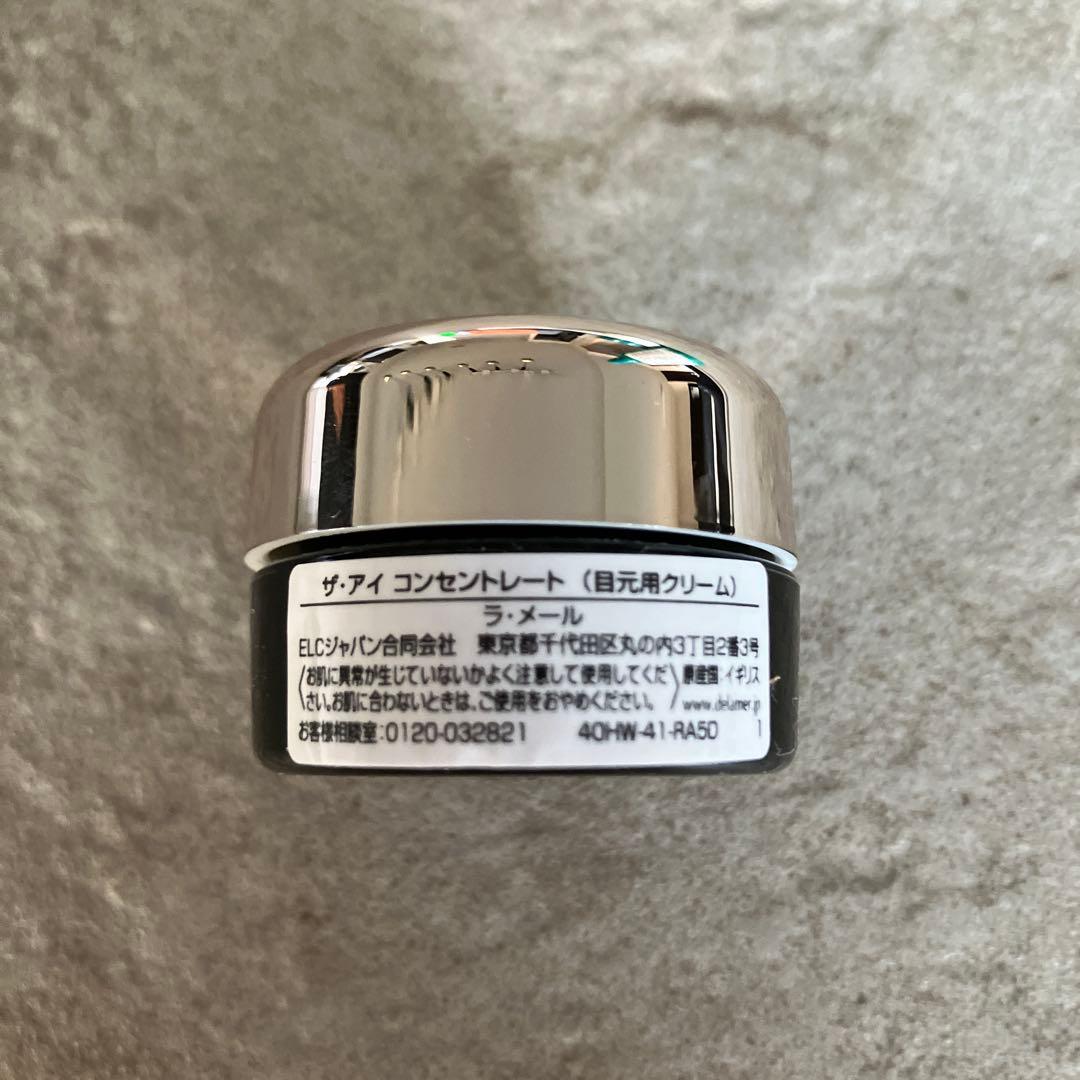 ザ・アイ コンセントレート （目元用クリーム）
ラ・メール
ELCジャパン合同会社 東京都千代田区丸の内3丁目2番3号
〈お肌に異常が生じていないかよく注意して使用してくだ
さい。お肌に合わないときは、ご使用をおやめください。〉
原産国：イギリス
www.delamer.jp
お客様相談室：0120-032821 40HW-41-RA50 1